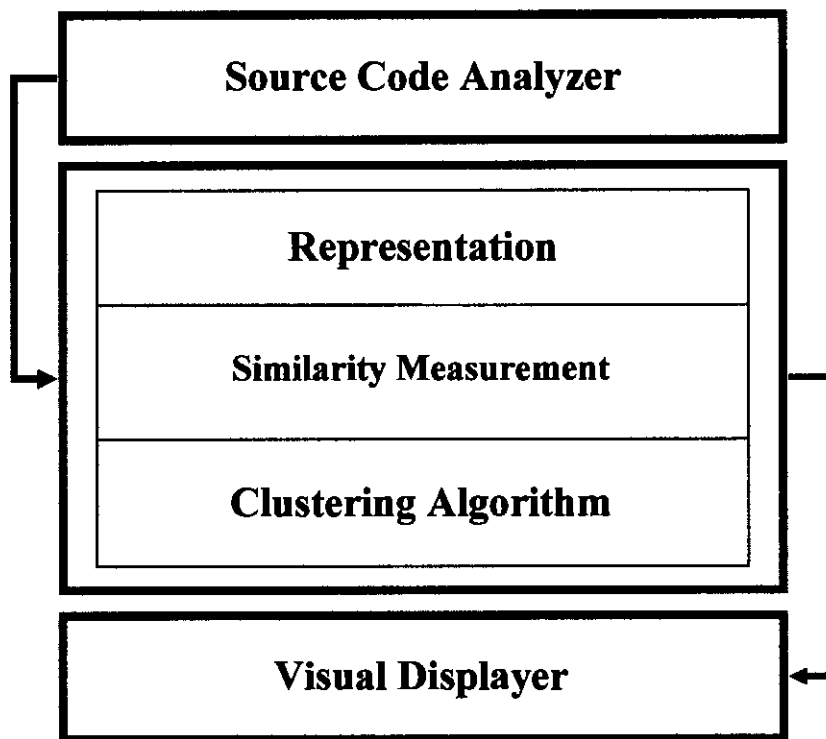 Source Code Analyzer
Representation
Similarity Measurement
Clustering Algorithm
Visual Displayer